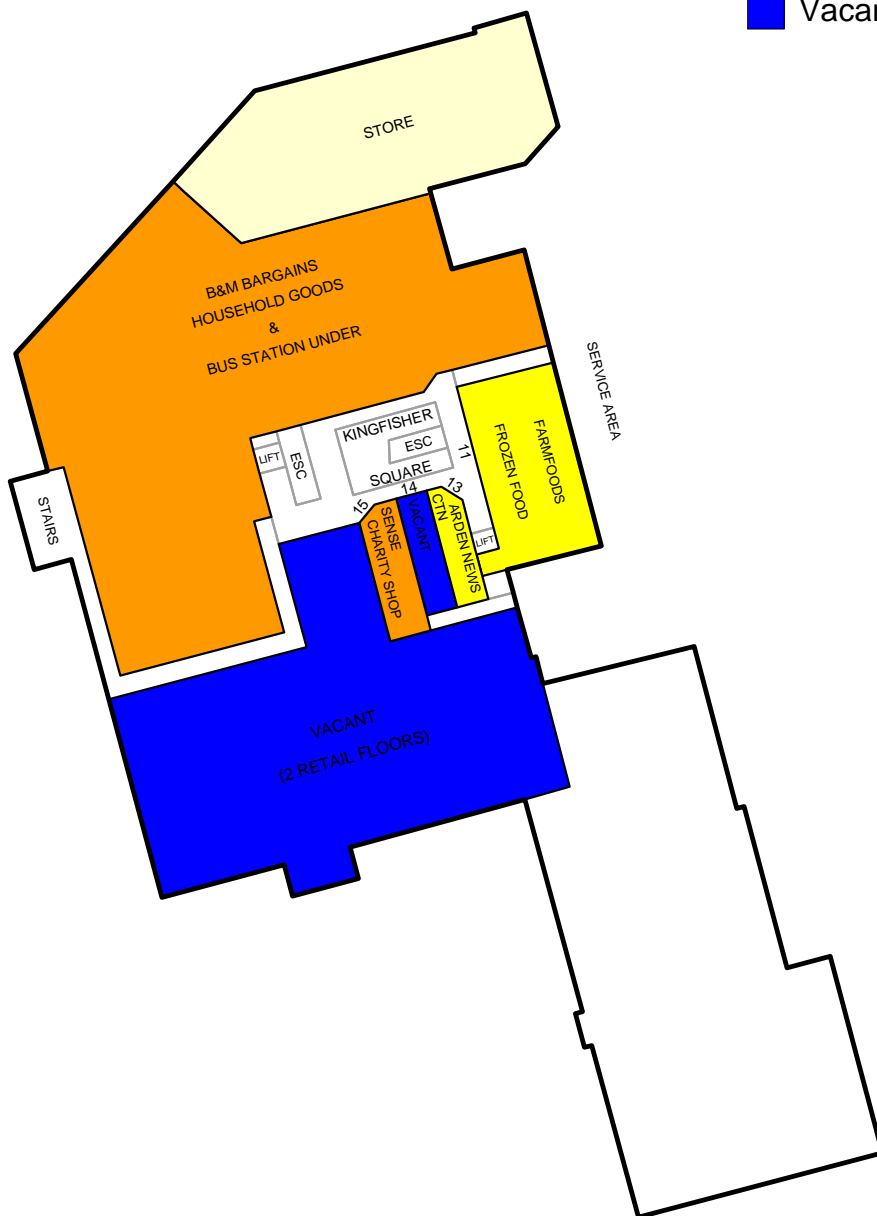 Vacan
STORE
B&M BARGAINS
HOUSEHOLD GOODS
&
BUS STATION UNDER
SERVICE AREA
KINGFISHER
ESC
SQUARE
LIFT
ESC
11
FARMFOODS
FROZEN FOOD
STAIRS
15
14
13
SENSE
CHARITY SHOP
VACANT
ARDEN NEWS
CTN
LIFT
VACANT
(2 RETAIL FLOORS)